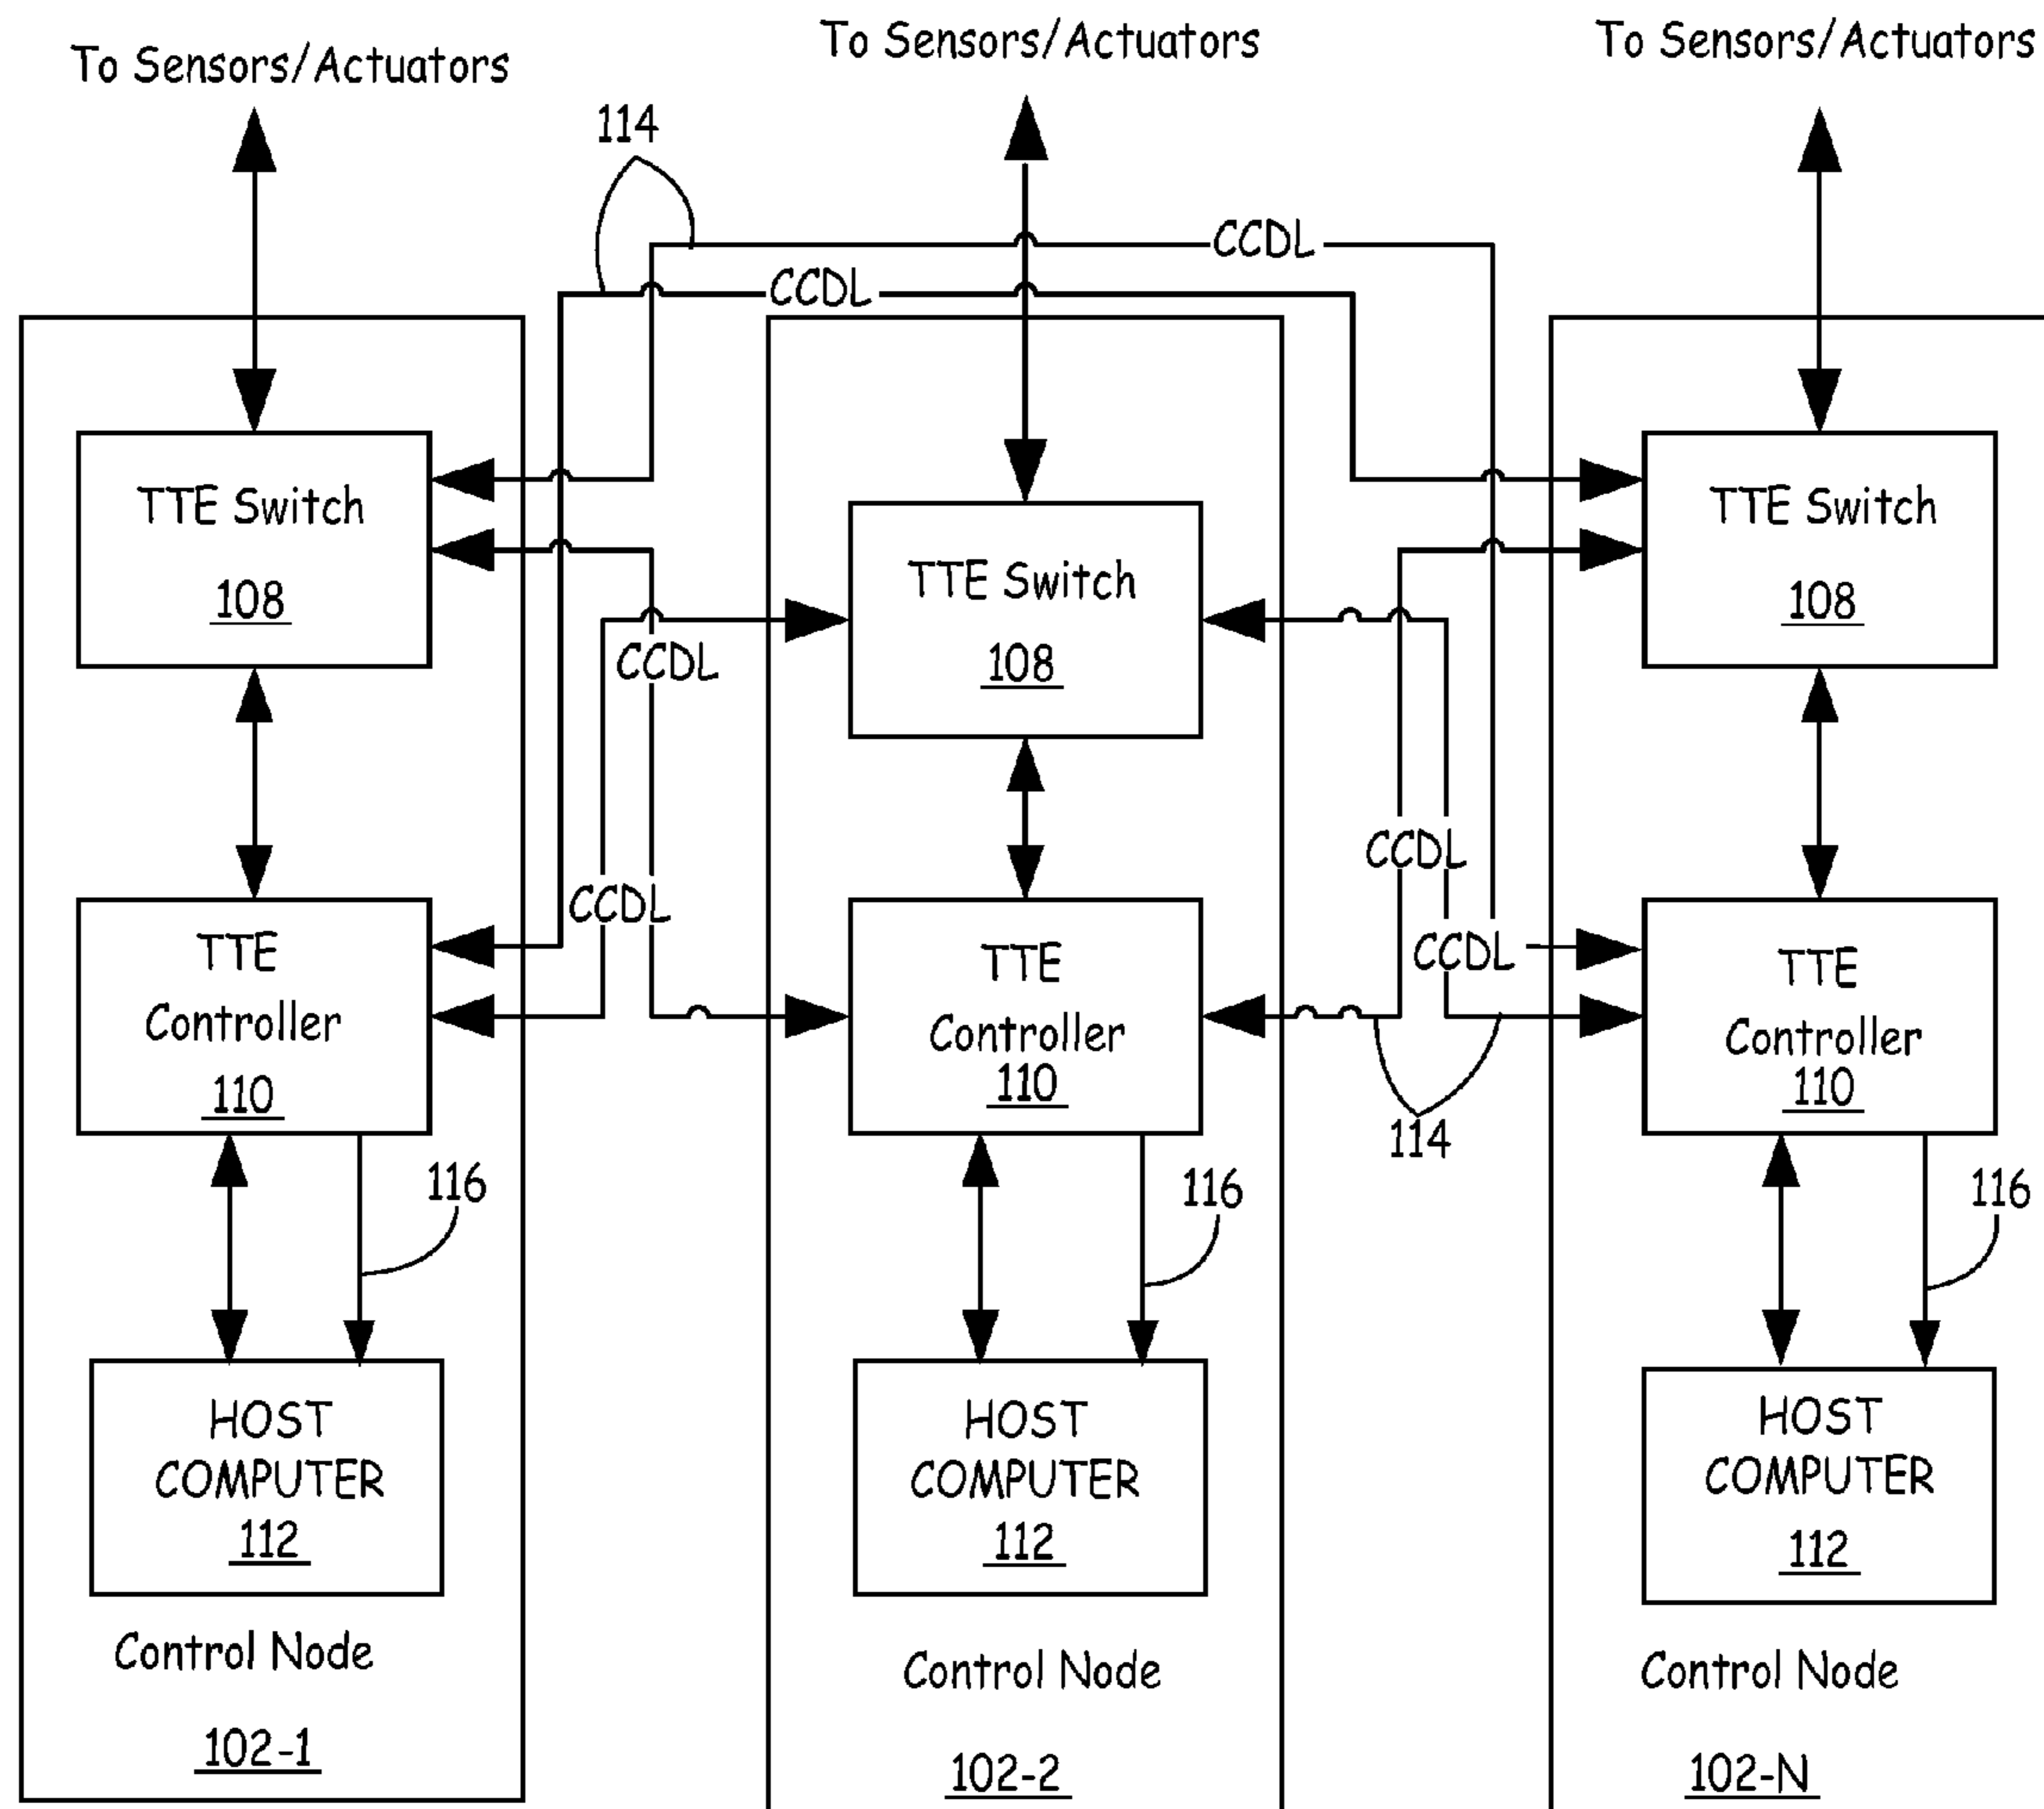 To Sensors/Actuators
To Sensors/Actuators
To Sensors/Actuators
114
CCDL
CCDL
TTE Switch
108
TTE Switch
108
TTE Switch
108
CCDL
CCDL
CCDL
CCDL
TTE
Controller
110
TTE
Controller
110
TTE
Controller
110
114
116
116
116
HOST
COMPUTER
112
HOST
COMPUTER
112
HOST
COMPUTER
112
Control Node
102-1
Control Node
102-2
Control Node
102-N